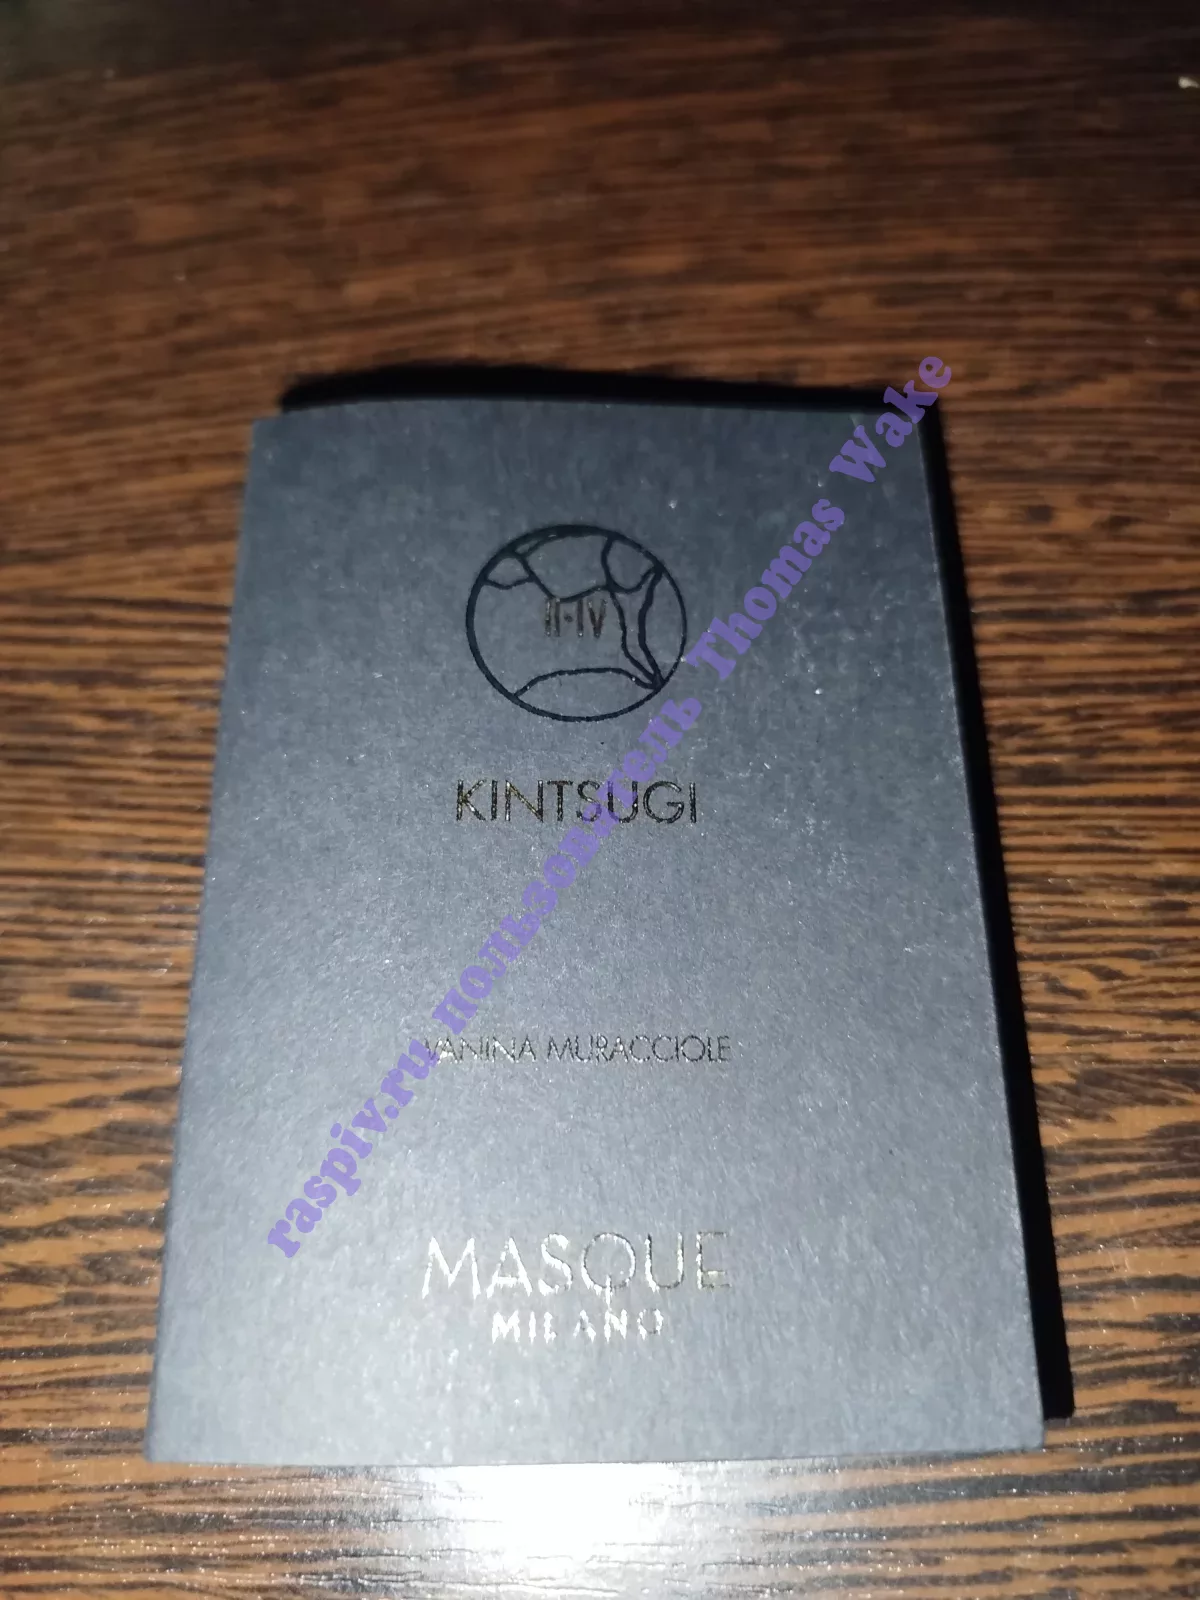 II·IV
KINTSUGI
VANINA MURACCIOLE
MASQUE
MILANO
raspiv.ru пользователь Thomas Wake